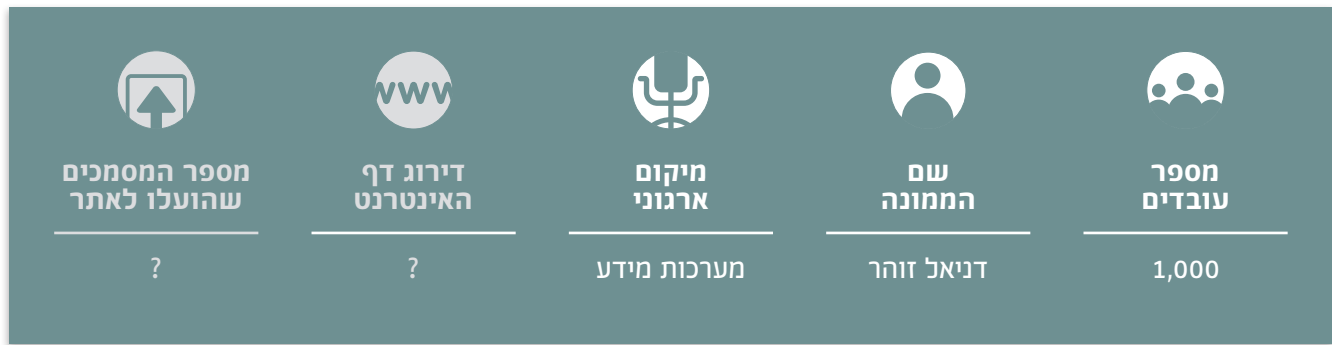 מספר
עובדים
1,000
שם
הממונה
דניאל זוהר
מיקום
ארגוני
מערכות מידע
www
דירוג דף
האינטרנט
?
מספר המסמכים
שהועלו לאתר
?